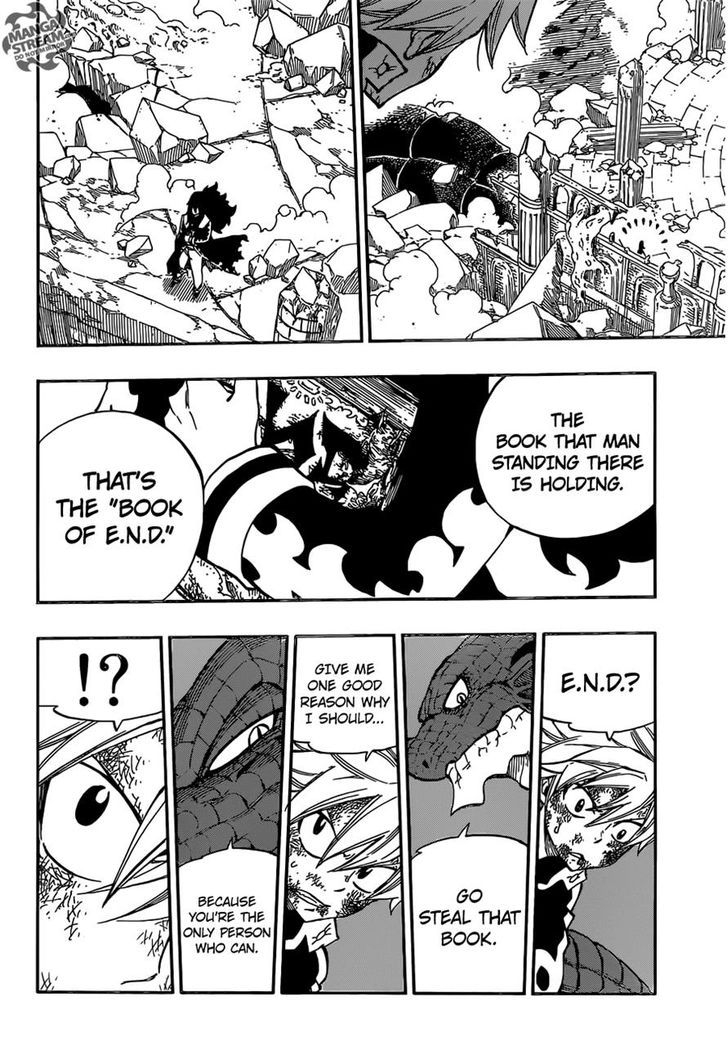 MANGA
STREAM
THE
BOOK THAT MAN
STANDING THERE
IS HOLDING.
THAT'S
THE "BOOK
OF E.N.D."
E.N.D.?
GO
STEAL THAT
BOOK.
GIVE ME
ONE GOOD
REASON WHY
I SHOULD...
BECAUSE
YOU'RE THE
ONLY PERSON
WHO CAN.
!?